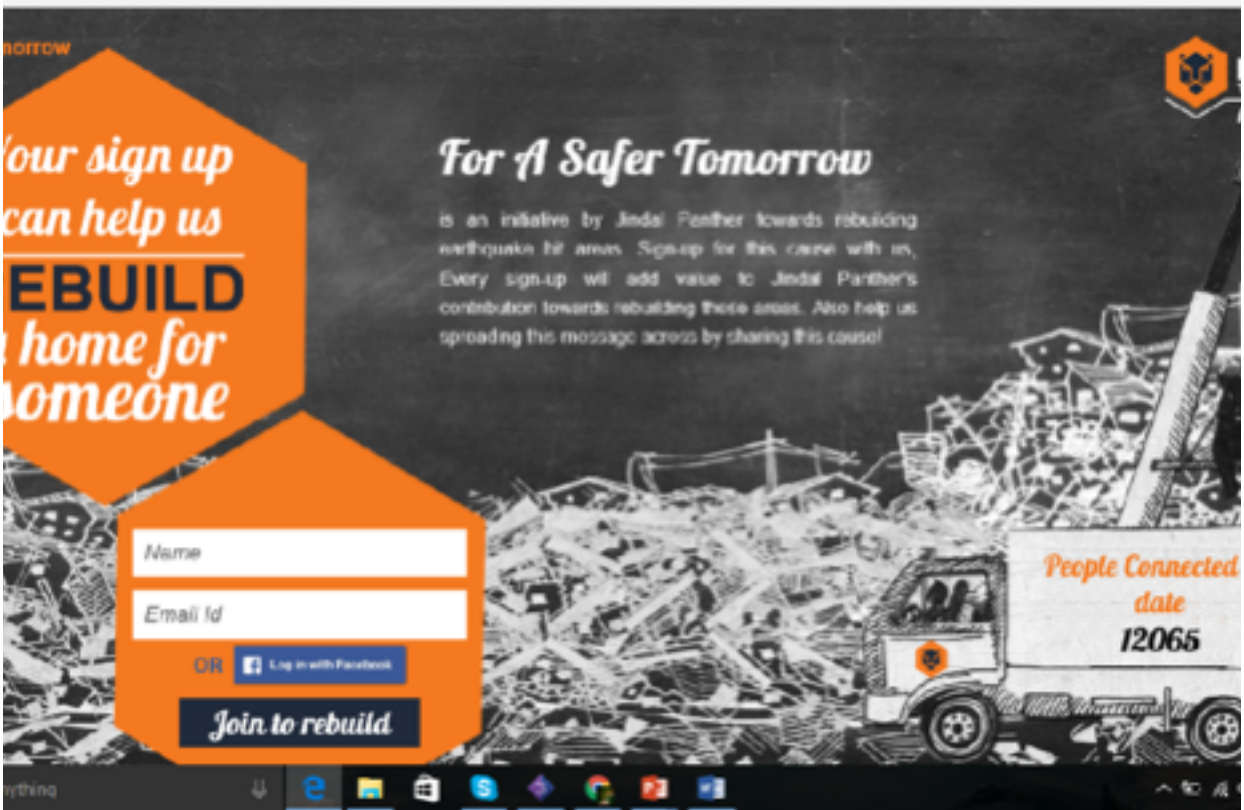 morrow
Your sign up
can help us
EBUILD
home for
someone
For A Safer Tomorrow
is an initiative by Jindal Panther towards rebuilding
earthquake hit areas. Sign-up for this cause with us,
Every sign-up will add value to Jindal Panther's
contribution towards rebuilding these areas. Also help us
spreading this message across by sharing this cause!
Name
Email Id
OR Log in with Facebook
Join to rebuild
People Connected
date
12065
nything